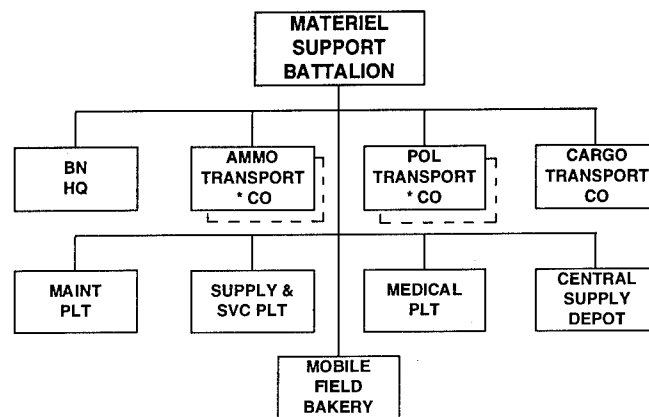 MATERIEL
SUPPORT
BATTALION
BN
HQ
AMMO
TRANSPORT
* CO
POL
TRANSPORT
* CO
CARGO
TRANSPORT
CO
MAINT
PLT
SUPPLY &
SVC PLT
MEDICAL
PLT
CENTRAL
SUPPLY
DEPOT
MOBILE
FIELD
BAKERY